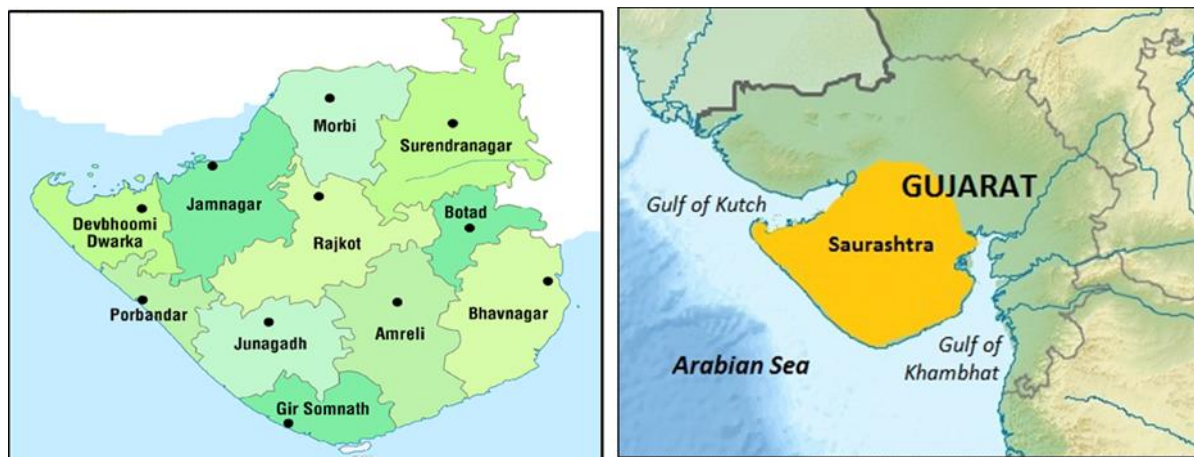 Morbi
Surendranagar
Jamnagar
Botad
Devbhoomi
Dwarka
Rajkot
Porbandar
Bhavnagar
Amreli
Junagadh
Gir Somnath
GUJARAT
Gulf of Kutch
Saurashtra
Gulf of
Khambhat
Arabian Sea